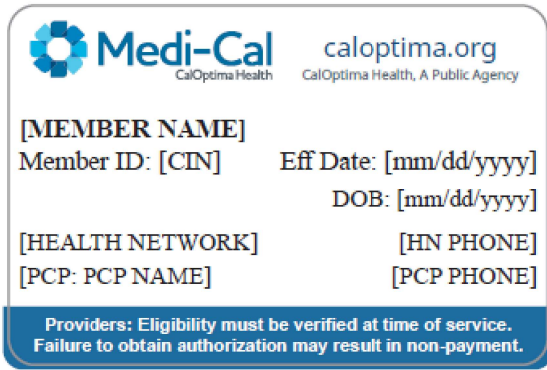 Medi-Cal
CalOptima Health
caloptima.org
CalOptima Health, A Public Agency
[MEMBER NAME]
Member ID: [CIN] Eff Date: [mm/dd/yyyy]
DOB: [mm/dd/yyyy]
[HEALTH NETWORK] [HN PHONE]
[PCP: PCP NAME] [PCP PHONE]
Providers: Eligibility must be verified at time of service.
Failure to obtain authorization may result in non-payment.